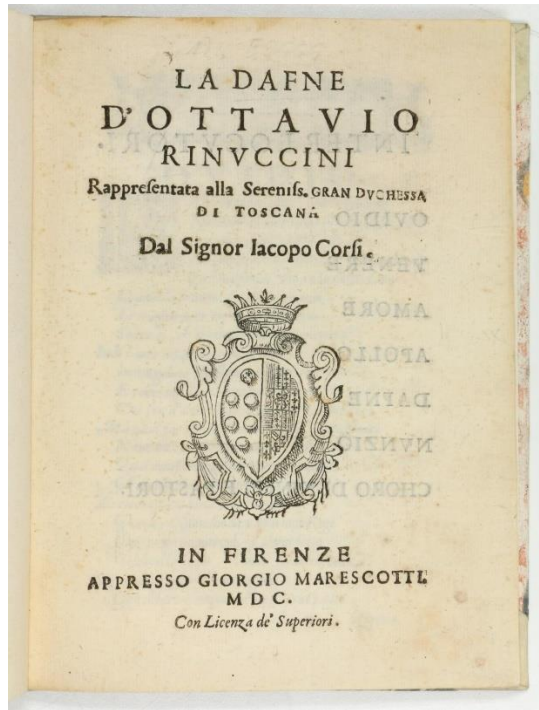 LA DAFNE
D'OTTAVIO
RINVCCINI
Rappreſentata alla Sereniſs. GRAN DVCHESSA
DI TOSCANA
Dal Signor Iacopo Corſi.
IN FIRENZE
APPRESSO GIORGIO MARESCOTTI.
M D C.
Con Licenza de' Superiori.